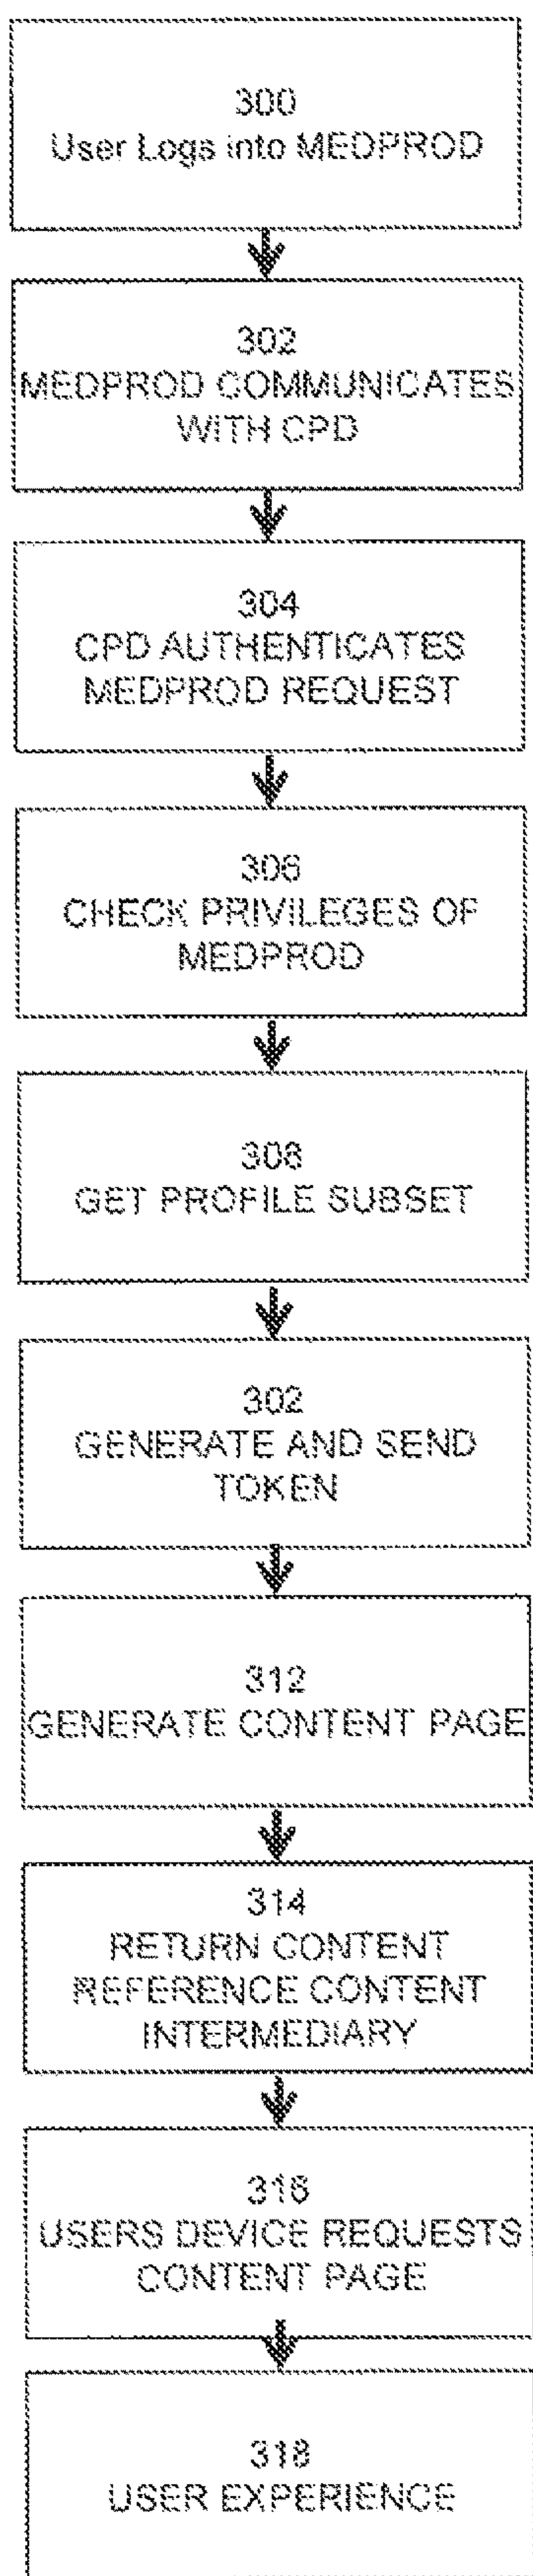 300
User Logs into MEDPROD
302
MEDPROD COMMUNICATES
WITH CPD
304
CPD AUTHENTICATES
MEDPROD REQUEST
306
CHECK PRIVILEGES OF
MEDPROD
308
GET PROFILE SUBSET
302
GENERATE AND SEND
TOKEN
312
GENERATE CONTENT PAGE
314
RETURN CONTENT
REFERENCE CONTENT
INTERMEDIARY
316
USERS DEVICE REQUESTS
CONTENT PAGE
318
USER EXPERIENCE